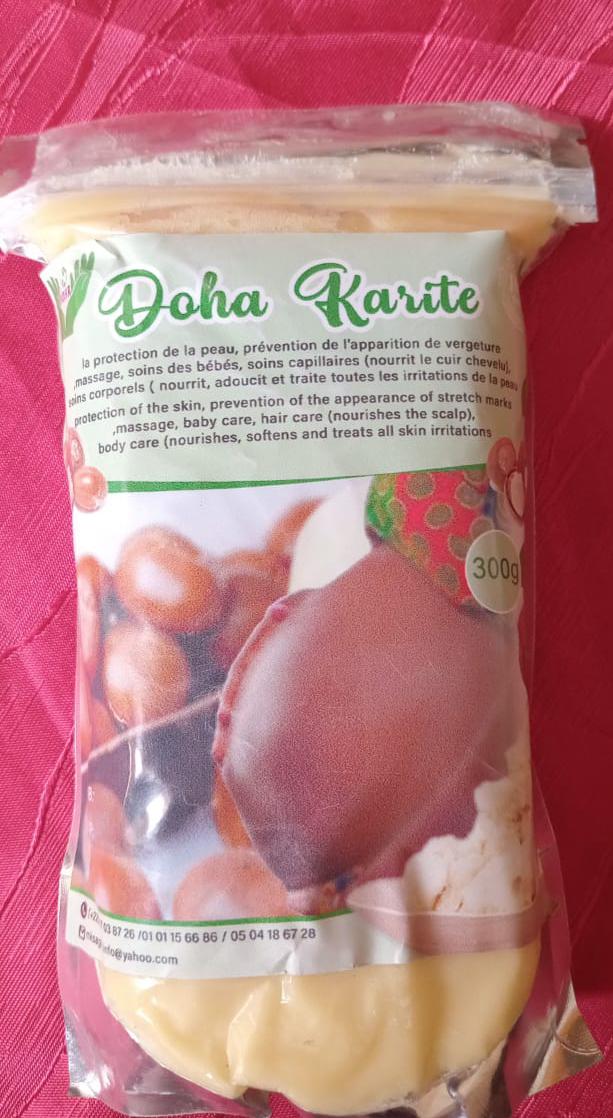 Doha Karite
la protection de la peau, prévention de l'apparition de vergeture
,massage, soins des bébés, soins capillaires (nourrit le cuir chevelu),
soins corporels ( nourrit, adoucit et traite toutes les irritations de la peau
protection of the skin, prevention of the appearance of stretch marks
,massage, baby care, hair care (nourishes the scalp),
body care (nourishes, softens and treats all skin irritations
300g
03 87 26 /01 01 15 66 86 / 05 04 18 67 28
info@yahoo.com